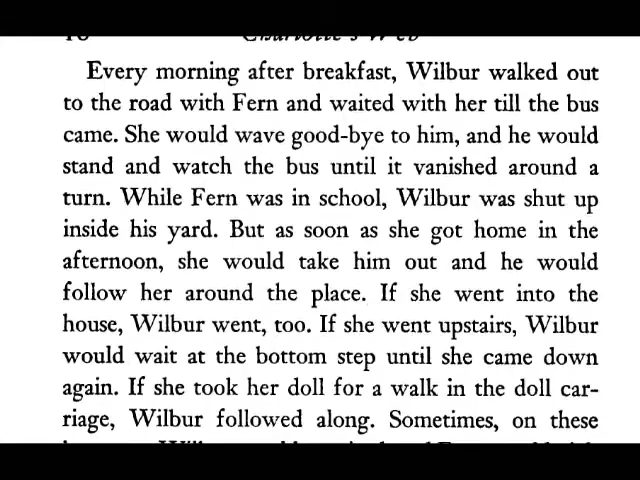 Charlotte's Web
Every morning after breakfast, Wilbur walked out
to the road with Fern and waited with her till the bus
came. She would wave good-bye to him, and he would
stand and watch the bus until it vanished around a
turn. While Fern was in school, Wilbur was shut up
inside his yard. But as soon as she got home in the
afternoon, she would take him out and he would
follow her around the place. If she went into the
house, Wilbur went, too. If she went upstairs, Wilbur
would wait at the bottom step until she came down
again. If she took her doll for a walk in the doll car-
riage, Wilbur followed along. Sometimes, on these